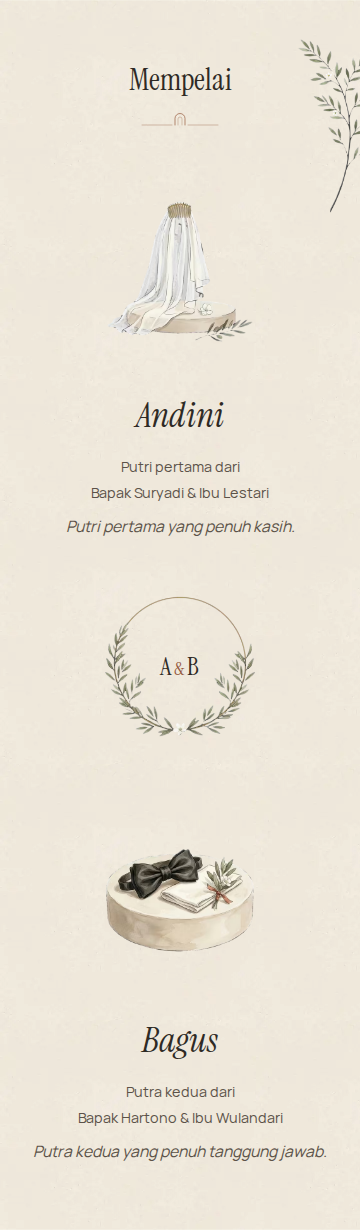 Mempelai
Andini
Putri pertama dari
Bapak Suryadi & Ibu Lestari
Putri pertama yang penuh kasih.
A & B
Bagus
Putra kedua dari
Bapak Hartono & Ibu Wulandari
Putra kedua yang penuh tanggung jawab.